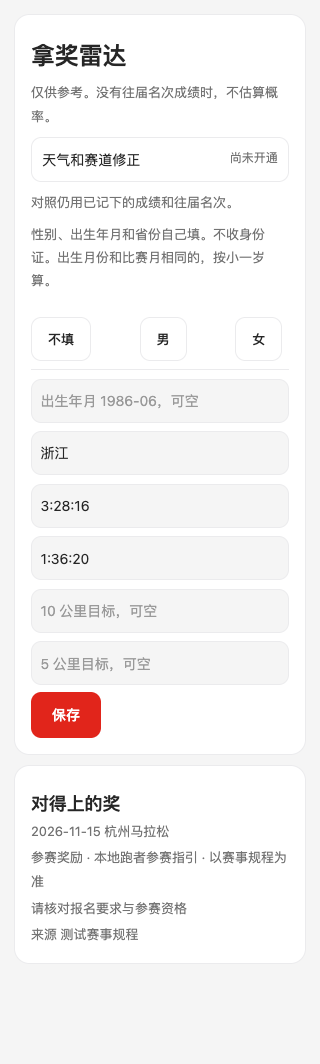 拿奖雷达
仅供参考。没有往届名次成绩时，不估算概
率。
天气和赛道修正 尚未开通
对照仍用已记下的成绩和往届名次。
性别、出生年月和省份自己填。不收身份
证。出生月份和比赛月相同的，按小一岁
算。
不填 男 女
出生年月 1986-06，可空
浙江
3:28:16
1:36:20
10 公里目标，可空
5 公里目标，可空
保存
对得上的奖
2026-11-15 杭州马拉松
参赛奖励 · 本地跑者参赛指引 · 以赛事规程为
准
请核对报名要求与参赛资格
来源 测试赛事规程